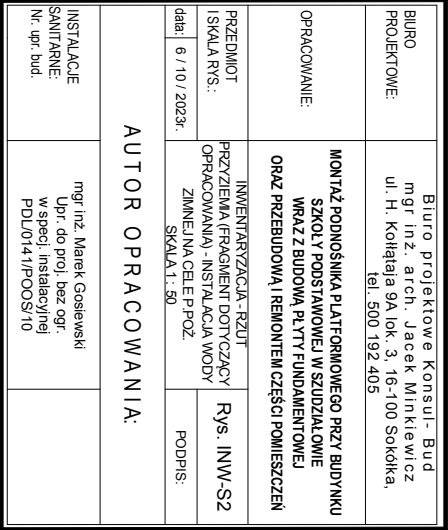 BIURO
PROJEKTOWE:
Biuro projektowe Konsul- Bud
mgr inż. arch. Jacek Minkiewicz
ul. H. Kołłątaja 9A lok. 3, 16-100 Sokółka,
tel. 500 192 405
OPRACOWANIE:
MONTAŻ PODNOŚNIKA PLATFORMOWEGO PRZY BUDYNKU
SZKOŁY PODSTAWOWEJ W SZUDZIAŁOWIE
WRAZ Z BUDOWĄ PŁYTY FUNDAMENTOWEJ
ORAZ PRZEBUDOWĄ I REMONTEM CZĘŚCI POMIESZCZEŃ
PRZEDMIOT
I SKALA RYS.:
INWENTARYZACJA - RZUT
PRZYZIEMIA (FRAGMENT DOTYCZĄCY
OPRACOWANIA) - INSTALACJA WODY
ZIMNEJ NA CELE P.POŻ.
SKALA 1 : 50
Rys. INW-S2
data: 6 / 10 / 2023r.
PODPIS:
AUTOR OPRACOWANIA:
INSTALACJE
SANITARNE:
Nr. upr. bud.
mgr inż. Marek Gosiewski
Upr. do proj. bez ogr.
w specj. instalacyjnej
PDL/0141/POOS/10